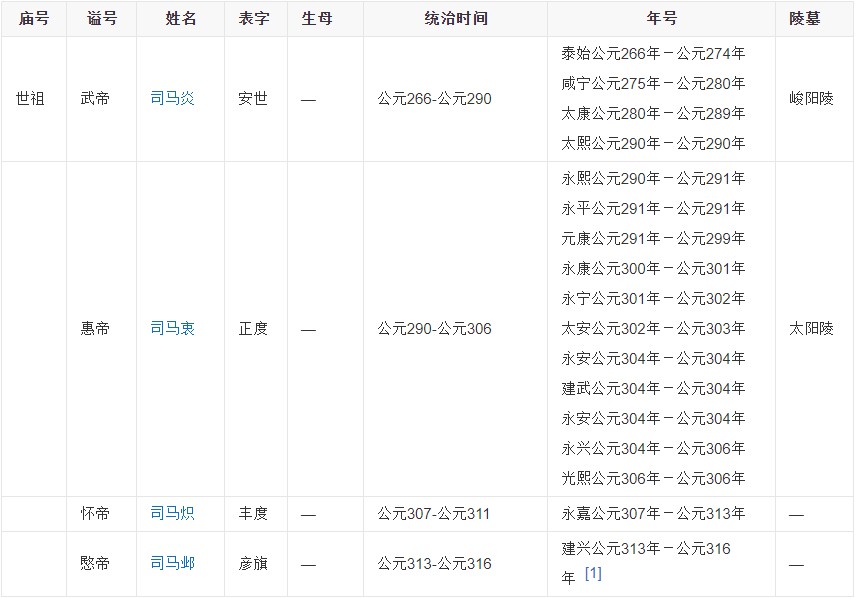 庙号 谥号 姓名 表字 生母 统治时间 年号 陵墓
泰始公元266年－公元274年
咸宁公元275年－公元280年
世祖 武帝 司马炎 安世 — 公元266-公元290 峻阳陵
太康公元280年－公元289年
太熙公元290年－公元290年
永熙公元290年－公元291年
永平公元291年－公元291年
元康公元291年－公元299年
永康公元300年－公元301年
永宁公元301年－公元302年
惠帝 司马衷 正度 — 公元290-公元306 太安公元302年－公元303年 太阳陵
永安公元304年－公元304年
建武公元304年－公元304年
永安公元304年－公元304年
永兴公元304年－公元306年
光熙公元306年－公元306年
怀帝 司马炽 丰度 — 公元307-公元311 永嘉公元307年－公元313年 —
建兴公元313年－公元316
愍帝 司马邺 彦旗 — 公元313-公元316 —
年 [1]